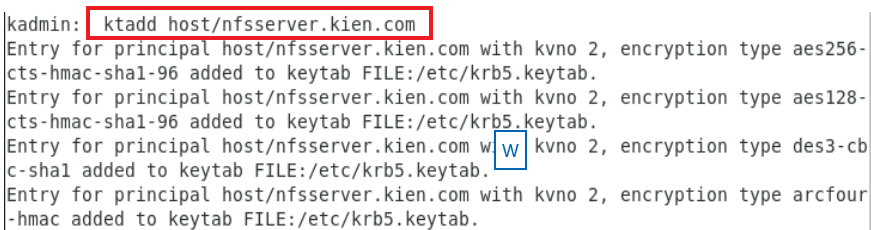 kadmin:  ktadd host/nfsserver.kien.com
Entry for principal host/nfsserver.kien.com with kvno 2, encryption type aes256-
cts-hmac-sha1-96 added to keytab FILE:/etc/krb5.keytab.
Entry for principal host/nfsserver.kien.com with kvno 2, encryption type aes128-
cts-hmac-sha1-96 added to keytab FILE:/etc/krb5.keytab.
Entry for principal host/nfsserver.kien.com w W kvno 2, encryption type des3-cb
c-sha1 added to keytab FILE:/etc/krb5.keytab.
Entry for principal host/nfsserver.kien.com with kvno 2, encryption type arcfour
-hmac added to keytab FILE:/etc/krb5.keytab.